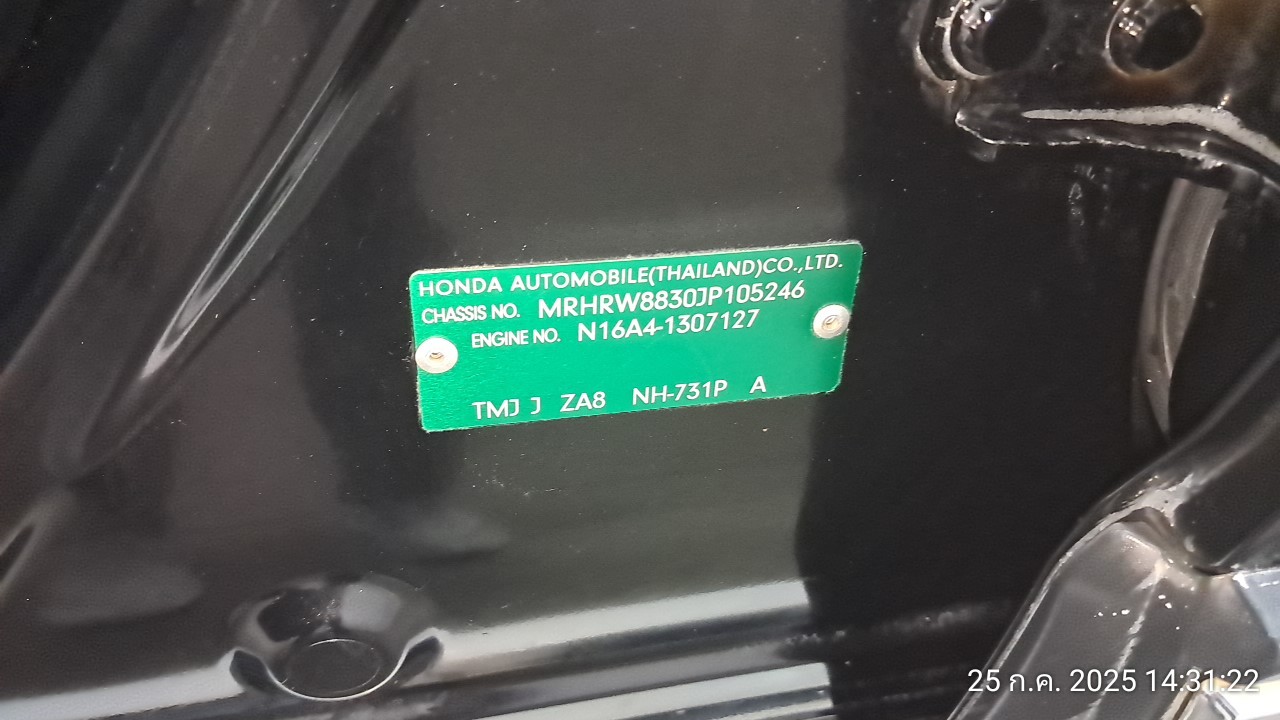 HONDA AUTOMOBILE(THAILAND)CO.,LTD.
CHASSIS NO. MRHRW8830JP105246
ENGINE NO. N16A4-1307127
TMJ J ZA8 NH-731P A
25 ก.ค. 2025 14:31:22